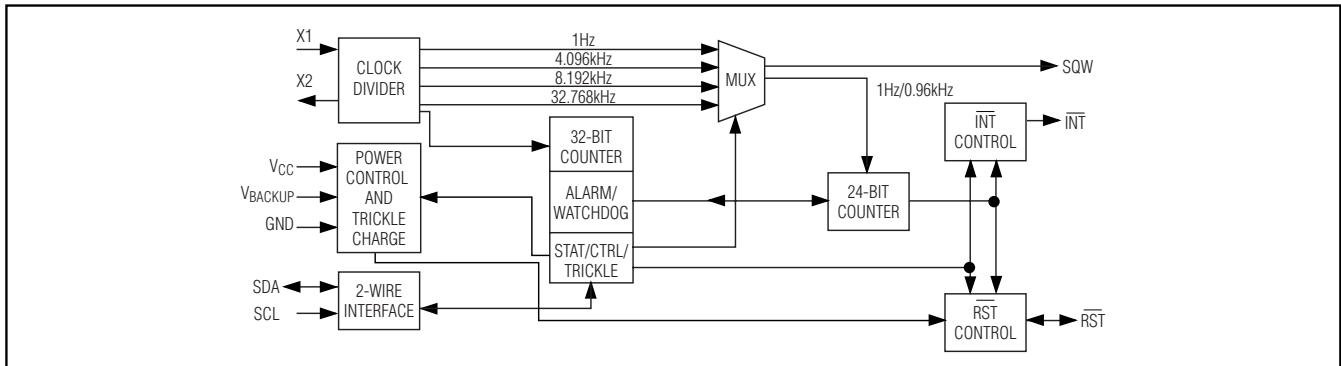 X1
X2
CLOCK
DIVIDER
1Hz
4.096kHz
8.192kHz
32.768kHz
MUX
SQW
1Hz/0.96kHz
INT
CONTROL
INT
32-BIT
COUNTER
ALARM/
WATCHDOG
STAT/CTRL/
TRICKLE
24-BIT
COUNTER
VCC
VBACKUP
GND
POWER
CONTROL
AND
TRICKLE
CHARGE
SDA
SCL
2-WIRE
INTERFACE
RST
CONTROL
RST